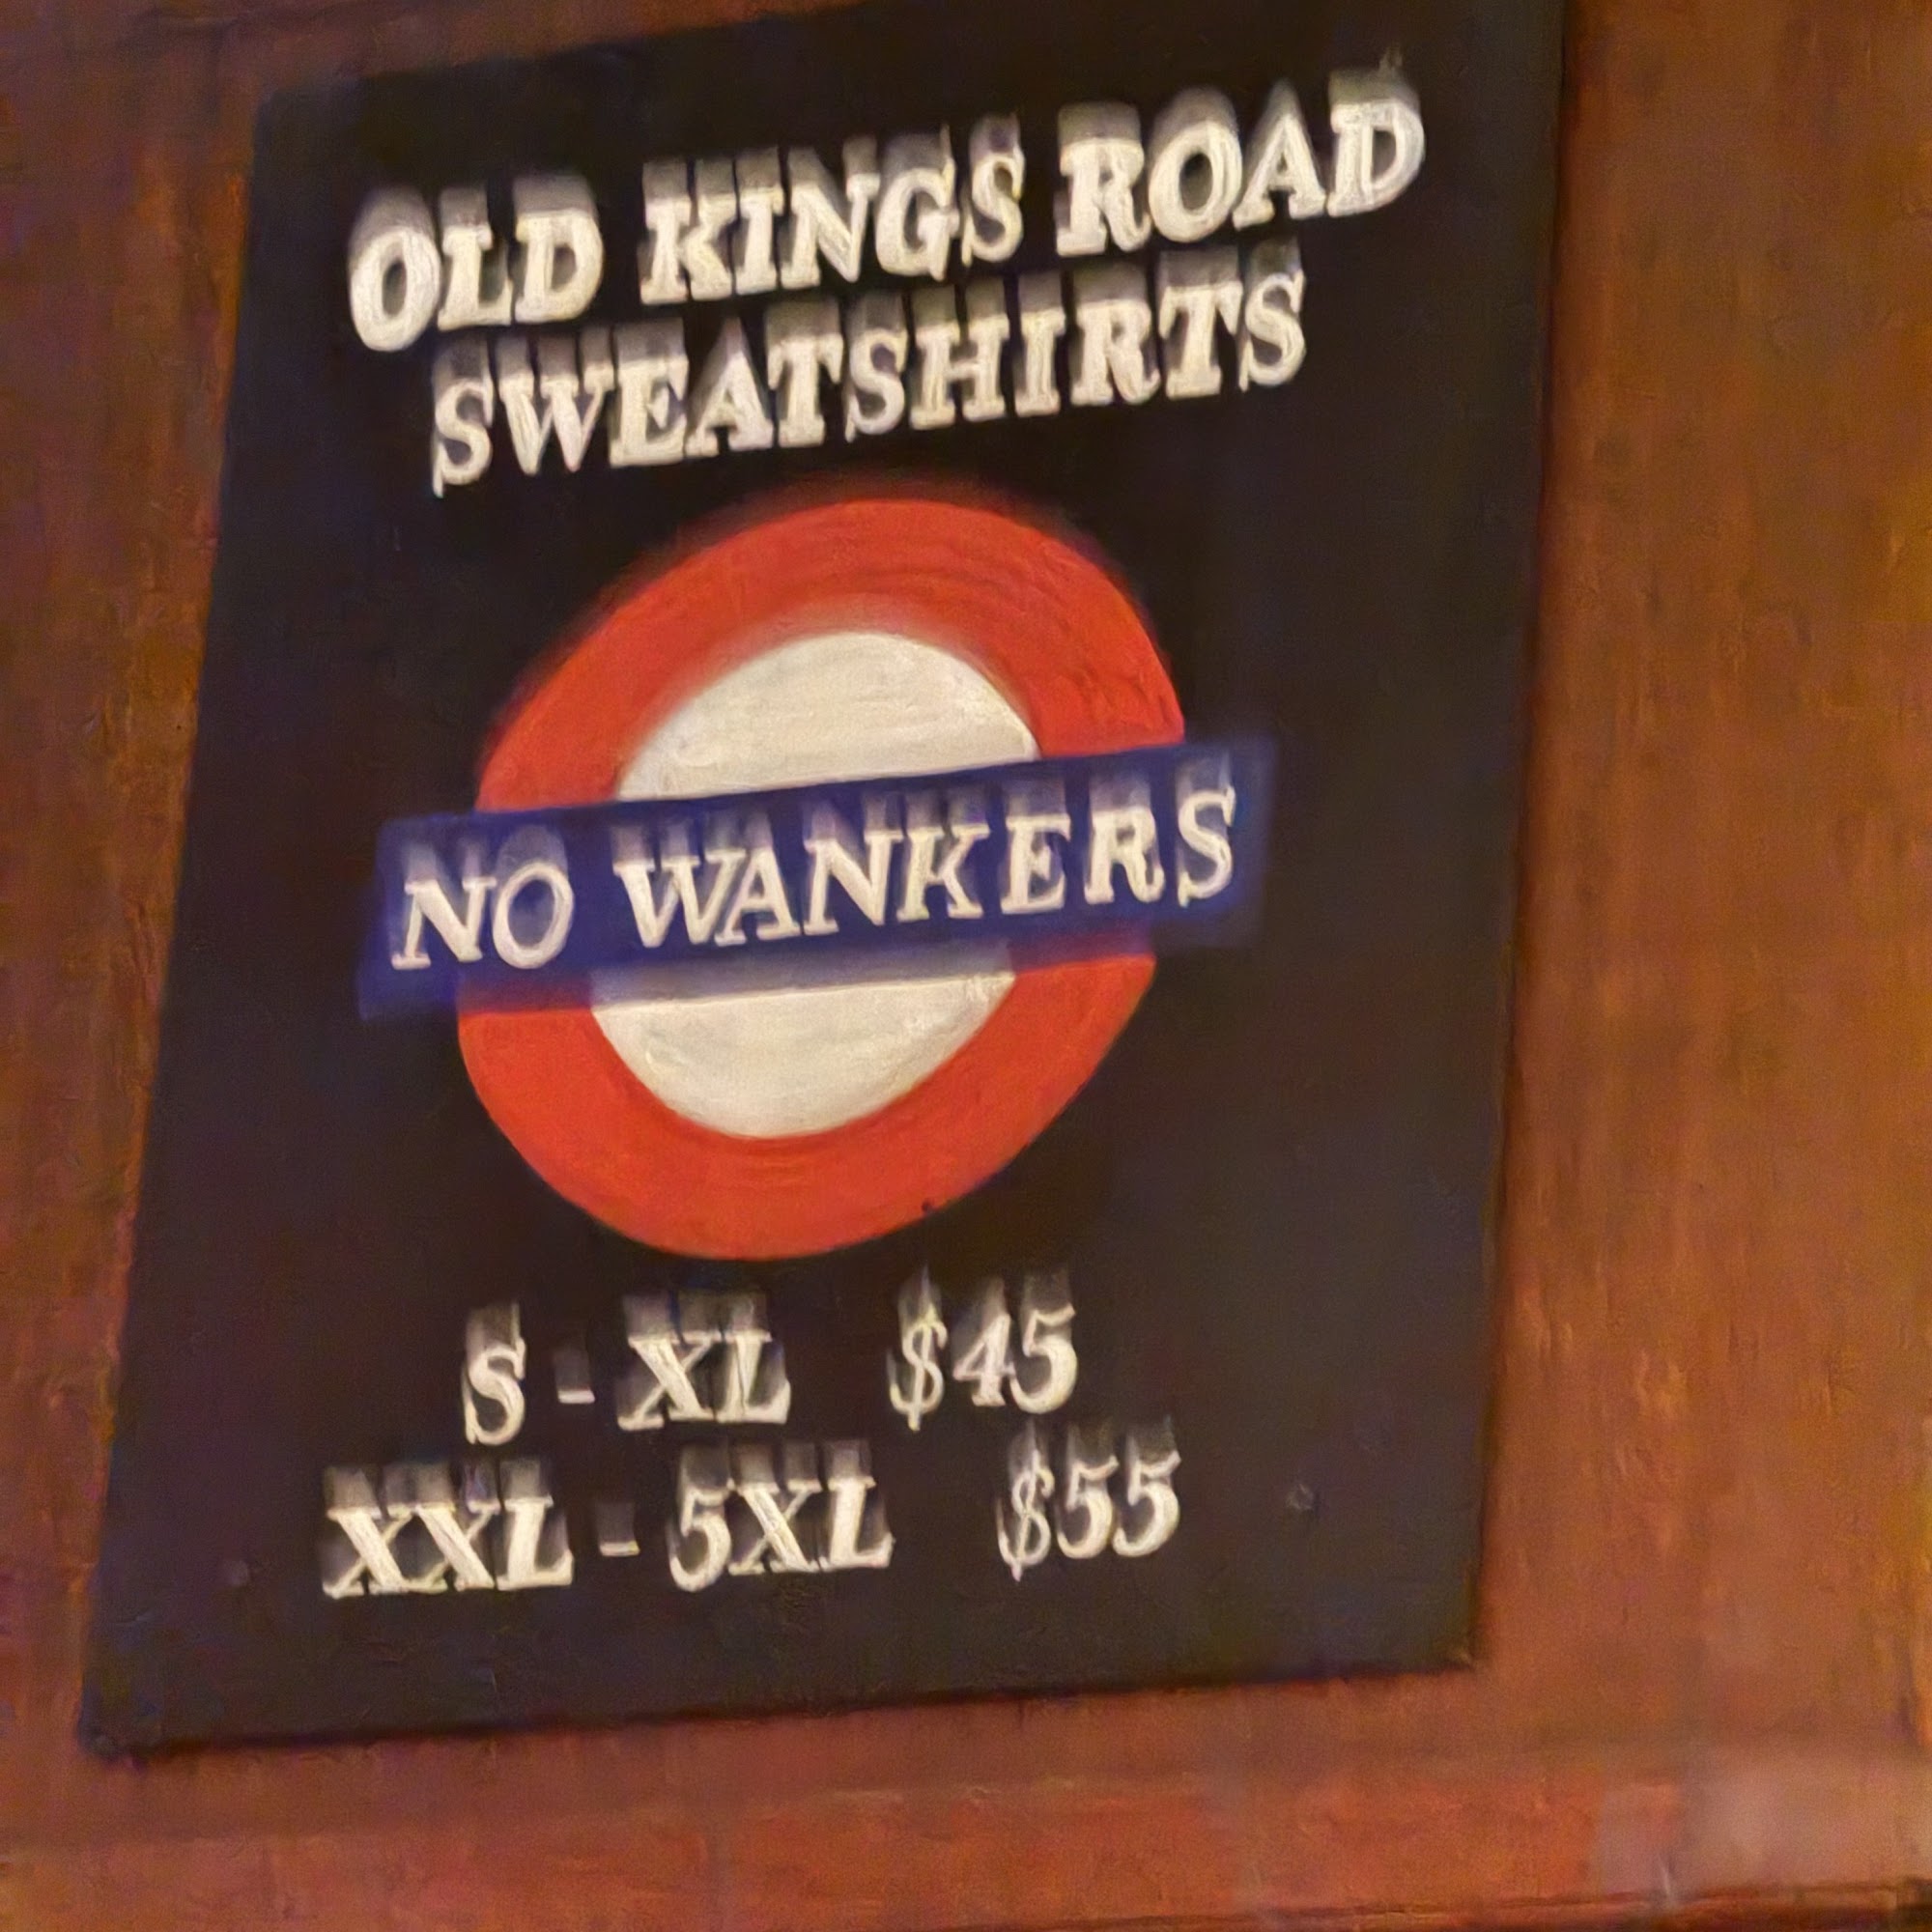 OLD KINGS ROAD
SWEATSHIRTS
NO WANKERS
S - XL $45
XXL - 5XL $55